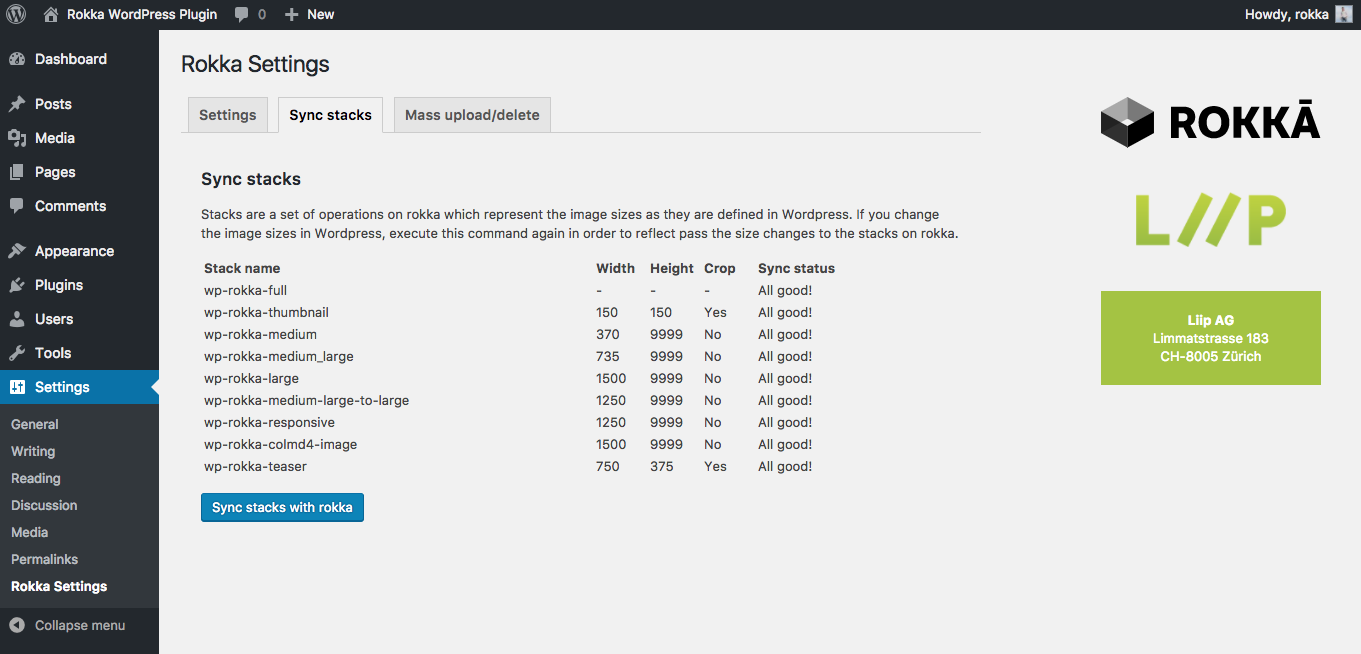 Rokka WordPress Plugin 0 New Howdy, rokka
Dashboard
Posts
Media
Pages
Comments
Appearance
Plugins
Users
Tools
Settings
General
Writing
Reading
Discussion
Media
Permalinks
Rokka Settings
Collapse menu
Rokka Settings
Settings Sync stacks Mass upload/delete
Sync stacks
Stacks are a set of operations on rokka which represent the image sizes as they are defined in Wordpress. If you change
the image sizes in Wordpress, execute this command again in order to reflect pass the size changes to the stacks on rokka.
Stack name Width Height Crop Sync status
wp-rokka-full - - - All good!
wp-rokka-thumbnail 150 150 Yes All good!
wp-rokka-medium 370 9999 No All good!
wp-rokka-medium_large 735 9999 No All good!
wp-rokka-large 1500 9999 No All good!
wp-rokka-medium-large-to-large 1250 9999 No All good!
wp-rokka-responsive 1250 9999 No All good!
wp-rokka-colmd4-image 1500 9999 No All good!
wp-rokka-teaser 750 375 Yes All good!
Sync stacks with rokka
ROKKĀ
LIIP
Liip AG
Limmatstrasse 183
CH-8005 Zürich